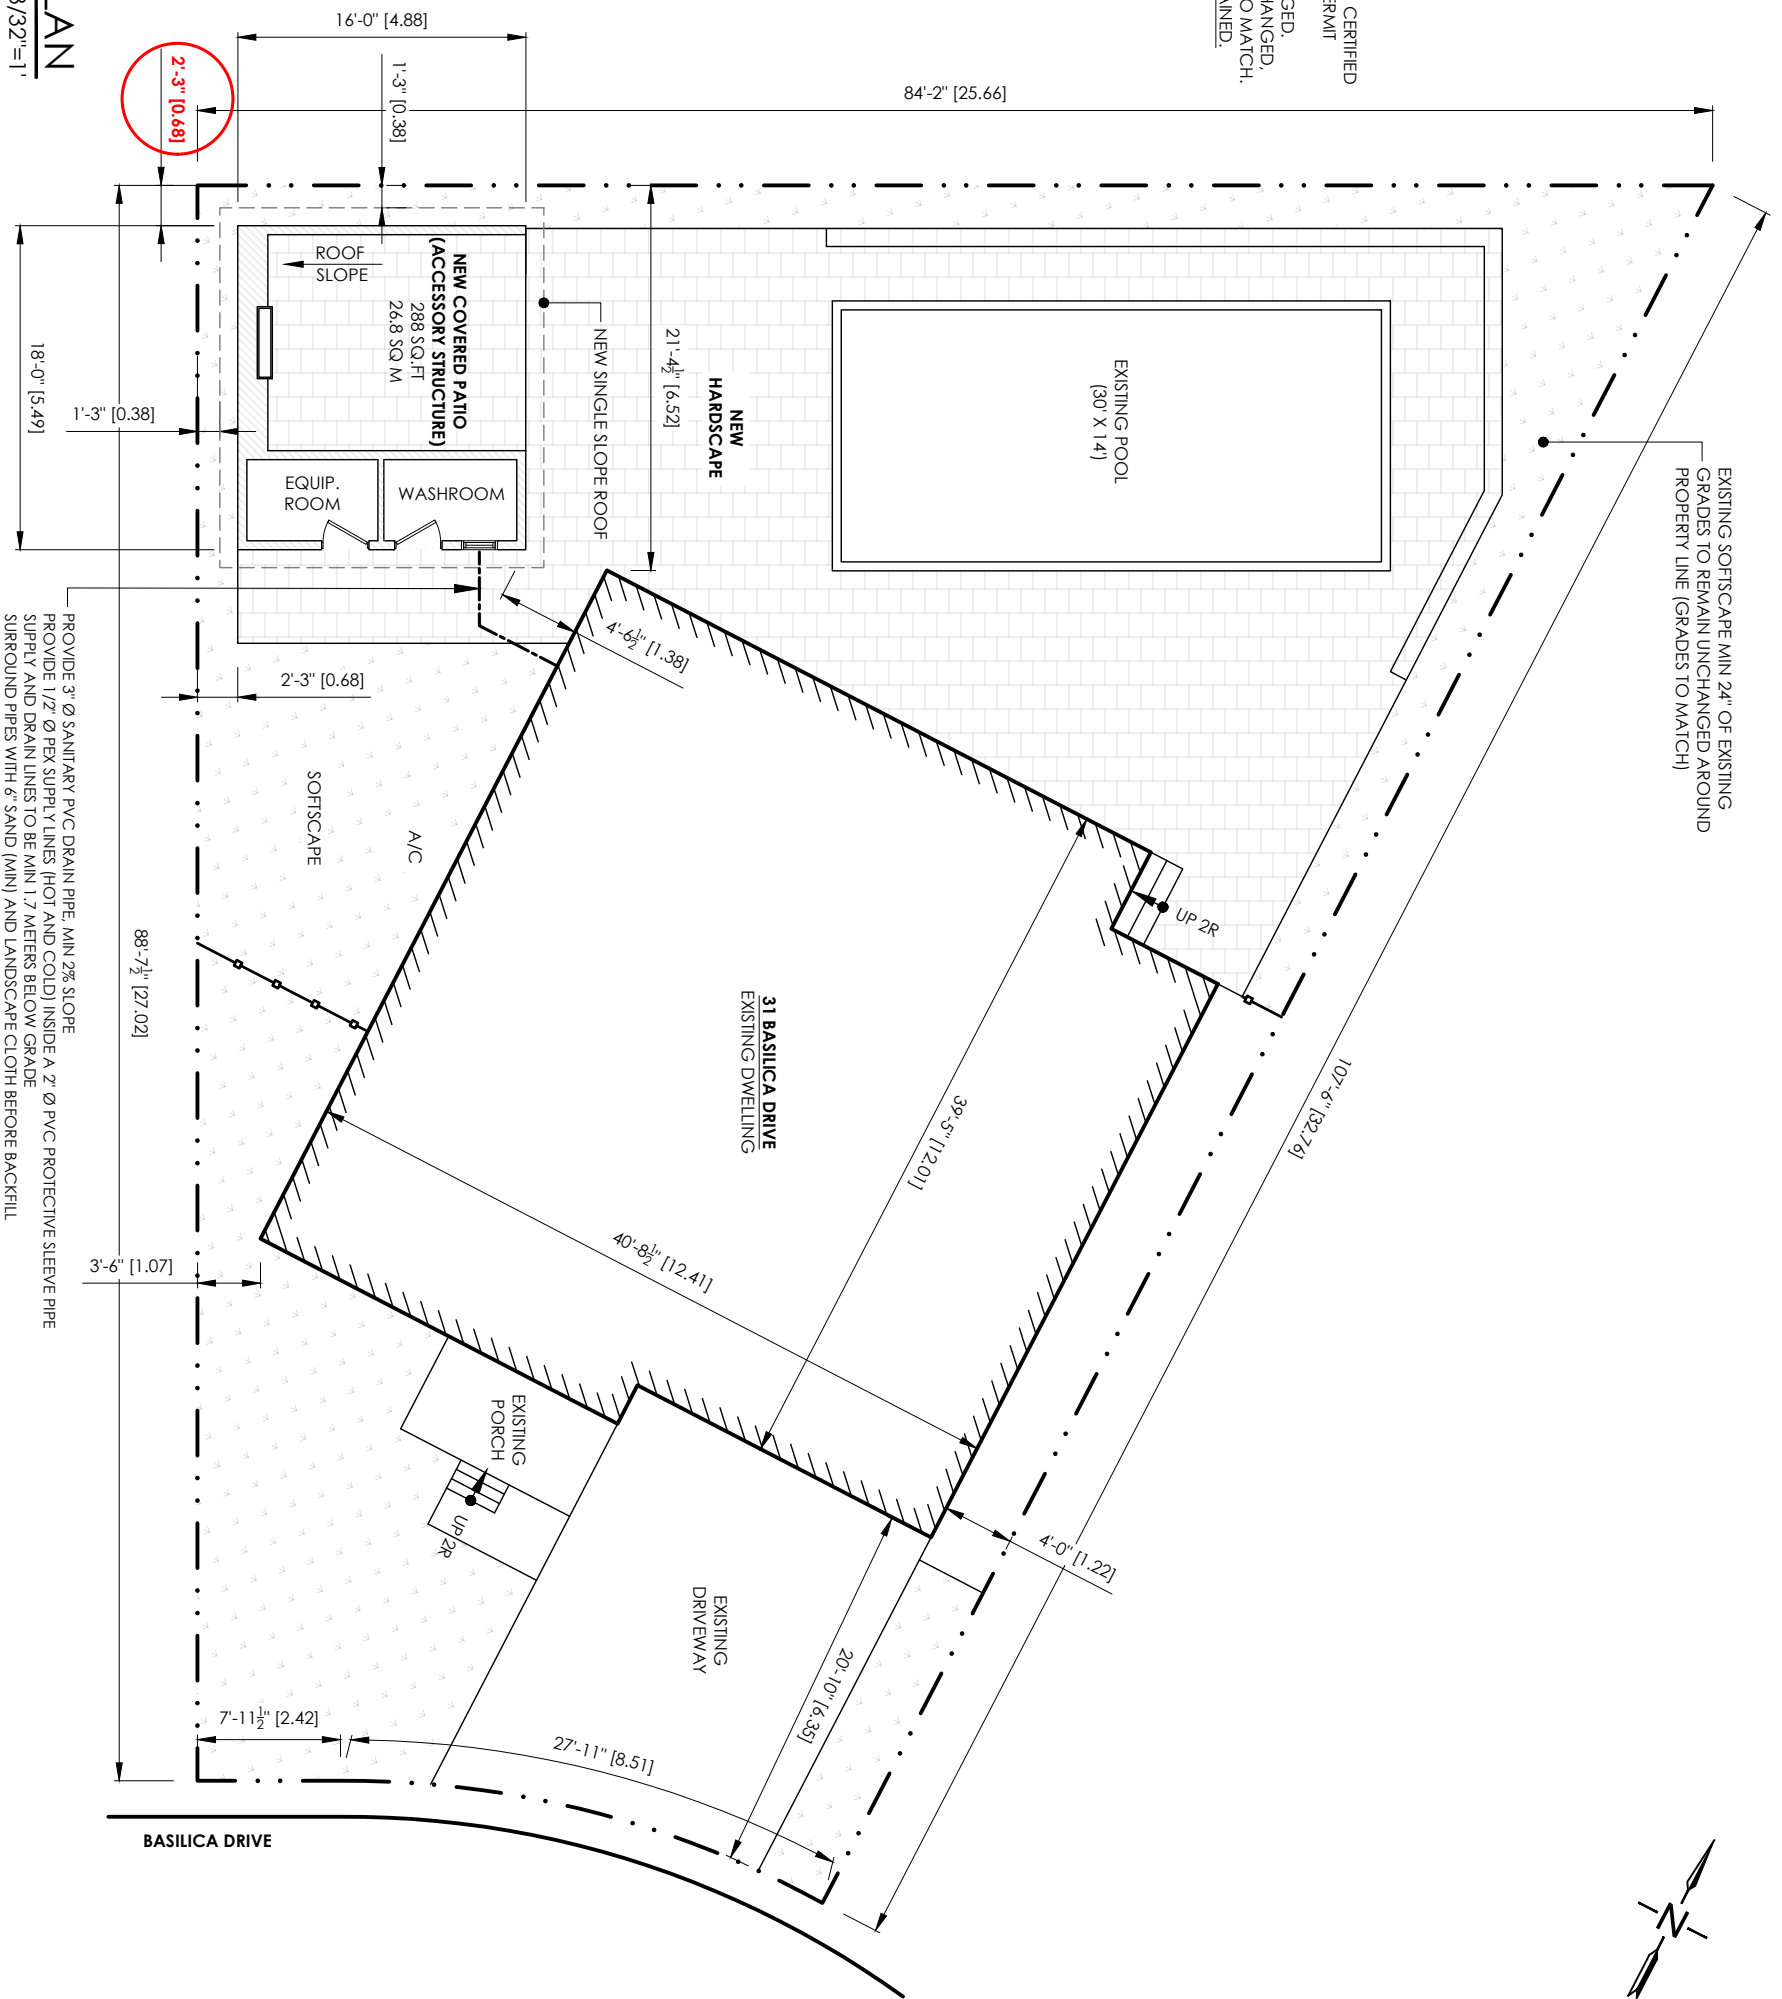 CERTIFIED
ERMIT
GED.
HANGED,
O MATCH.
AINED.
LAN
3/32"=1'
16'-0" [4.88]
2'-3" [0.68]
1'-3" [0.38]
84'-2" [25.66]
EXISTING SOFTSCAPE MIN 24" OF EXISTING
GRADES TO REMAIN UNCHANGED AROUND
PROPERTY LINE (GRADES TO MATCH)
ROOF
SLOPE
NEW COVERED PATIO
(ACCESSORY STRUCTURE)
288 SQ.FT
26.8 SQ M
NEW SINGLE SLOPE ROOF
21'-4½" [6.52]
NEW
HARDSCAPE
EXISTING POOL
(30' X 14')
18'-0" [5.49]
1'-3" [0.38]
EQUIP.
ROOM
WASHROOM
4'-6½" [1.38]
2'-3" [0.68]
PROVIDE 3" Ø SANITARY PVC DRAIN PIPE, MIN 2% SLOPE
PROVIDE 1/2" Ø PEX SUPPLY LINES (HOT AND COLD) INSIDE A 2" Ø PVC PROTECTIVE SLEEVE PIPE
SUPPLY AND DRAIN LINES TO BE MIN 1.7 METERS BELOW GRADE
SURROUND PIPES WITH 6" SAND (MIN) AND LANDSCAPE CLOTH BEFORE BACKFILL
SOFTSCAPE
A/C
UP 2R
88'-7½" [27.02]
31 BASILICA DRIVE
EXISTING DWELLING
39'-5" [12.01]
107'-6" [32.76]
40'-8½" [12.41]
3'-6" [1.07]
EXISTING
PORCH
UP 2R
4'-0" [1.22]
EXISTING
DRIVEWAY
20'-10" [6.35]
7'-11½" [2.42]
27'-11" [8.51]
BASILICA DRIVE
N